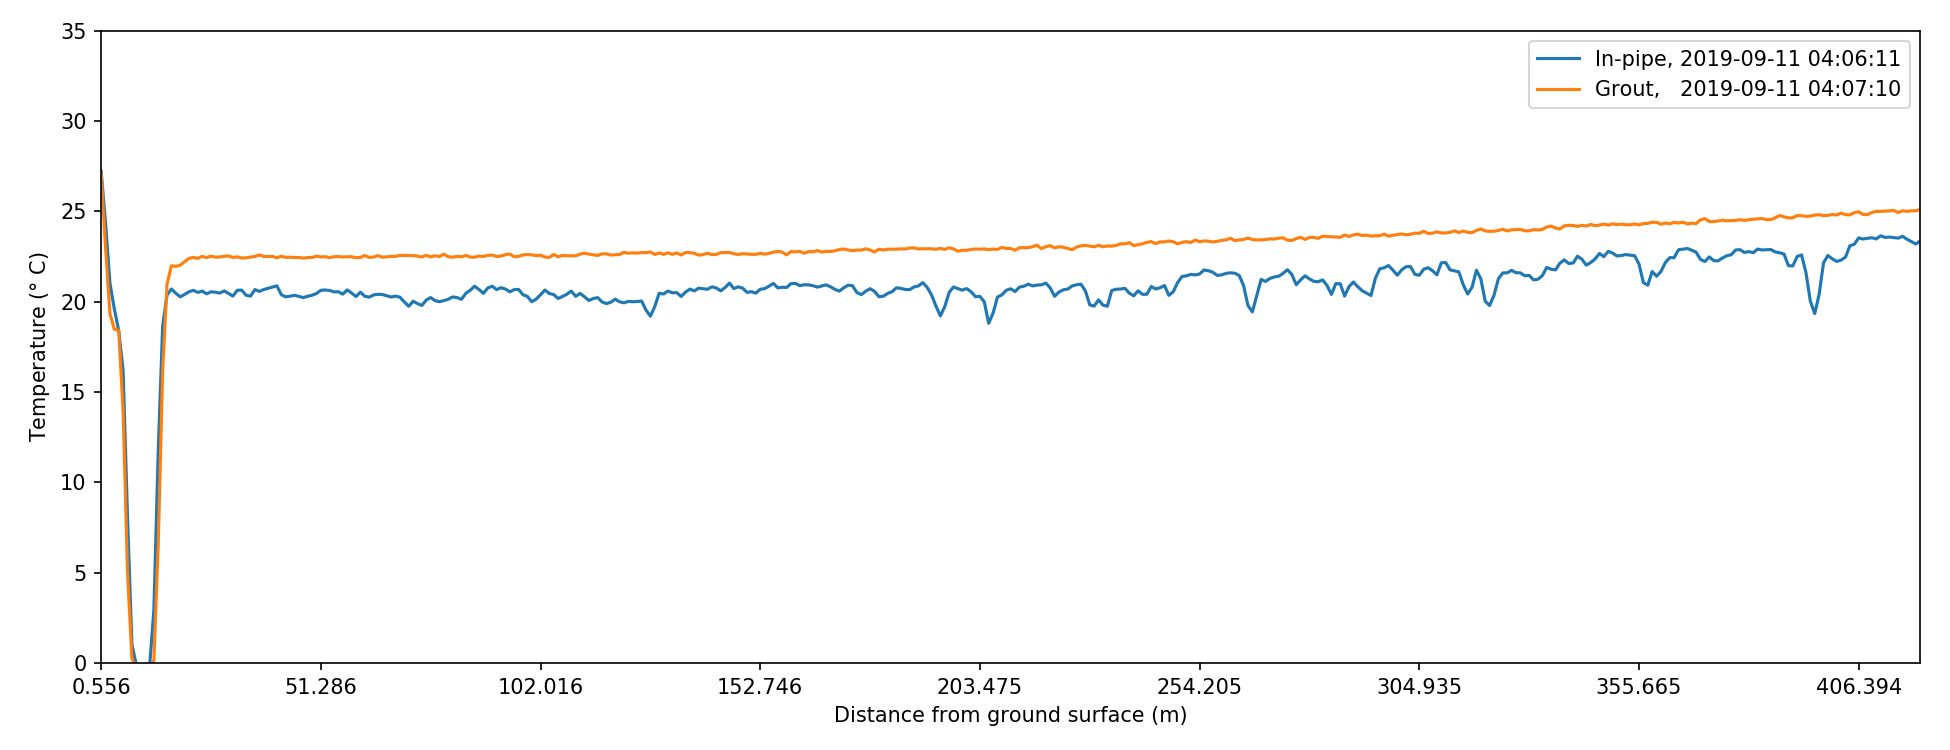 35
30
25
20
15
10
5
0
Temperature (° C)
In-pipe, 2019-09-11 04:06:11
Grout,   2019-09-11 04:07:10
0.556 51.286 102.016 152.746 203.475 254.205 304.935 355.665 406.394
Distance from ground surface (m)